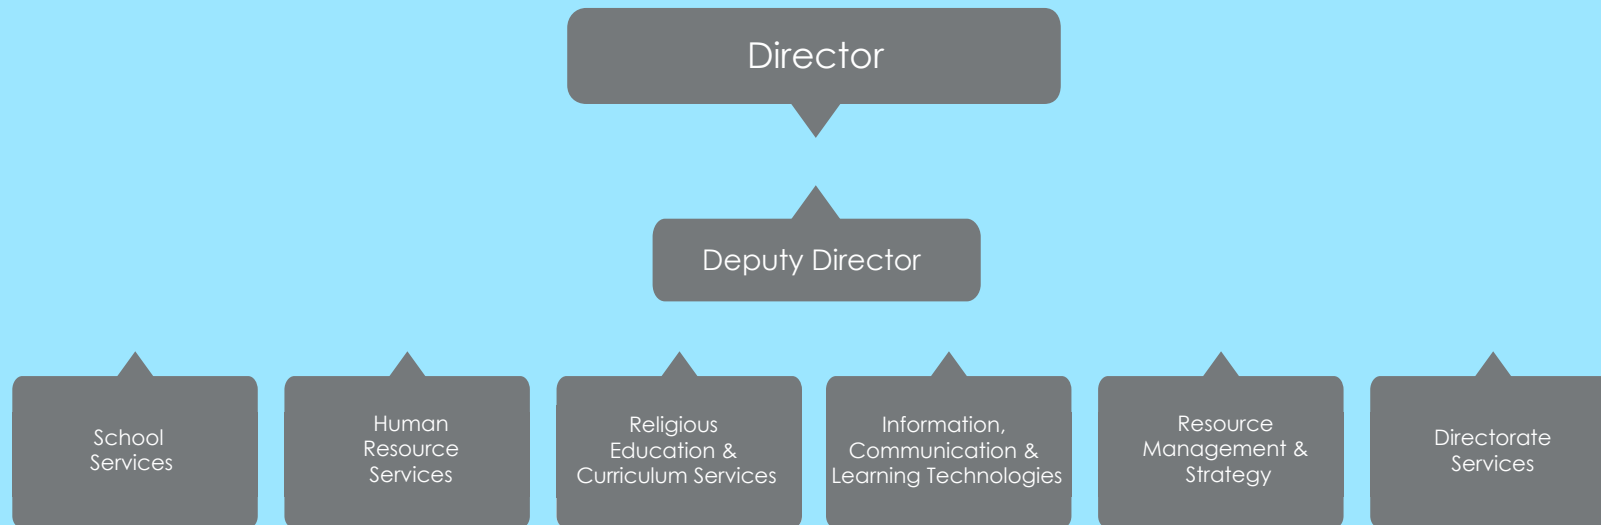 Director
Deputy Director
School
Services
Human
Resource
Services
Religious
Education &
Curriculum Services
Information,
Communication &
Learning Technologies
Resource
Management &
Strategy
Directorate
Services